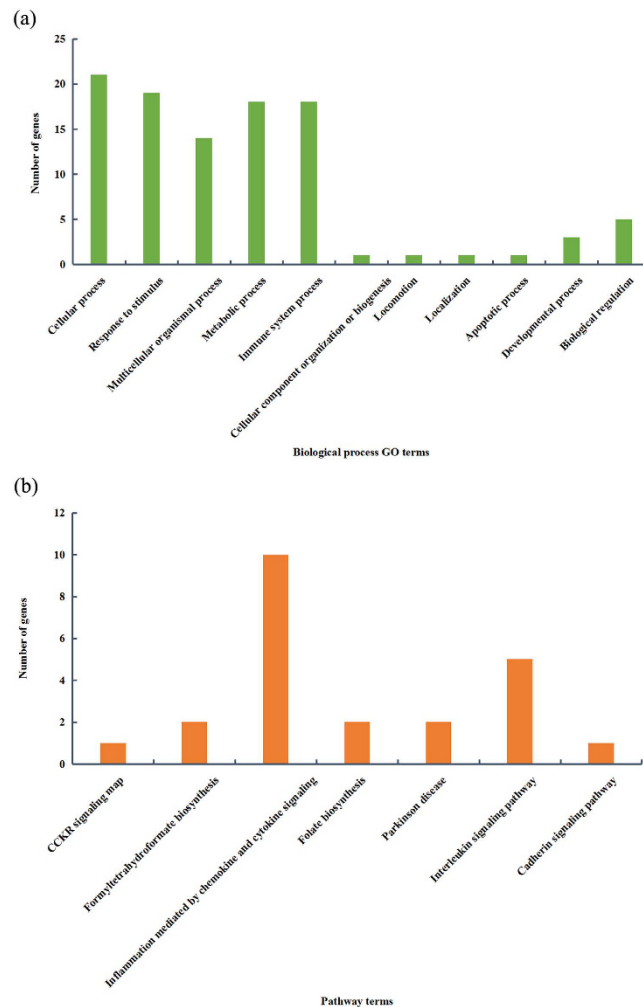 (a)
25
20
15
10
5
0
Number of genes
Cellular process
Response to stimulus
Multicellular organismal process
Metabolic process
Immune system process
Cellular component organization or biogenesis
Locomotion
Localization
Apoptotic process
Developmental process
Biological regulation
Biological process GO terms
(b)
12
10
8
6
4
2
0
Number of genes
CCKR signaling map
Formyltetrahydroformate biosynthesis
Inflammation mediated by chemokine and cytokine signaling
Folate biosynthesis
Parkinson disease
Interleukin signaling pathway
Cadherin signaling pathway
Pathway terms